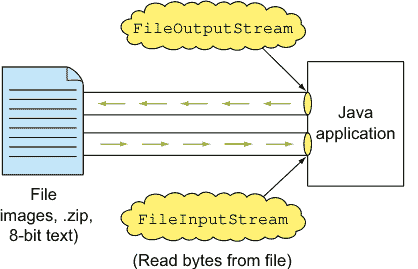 FileOutputStream
Java
application
File
images, .zip,
8-bit text)
FileInputStream
(Read bytes from file)